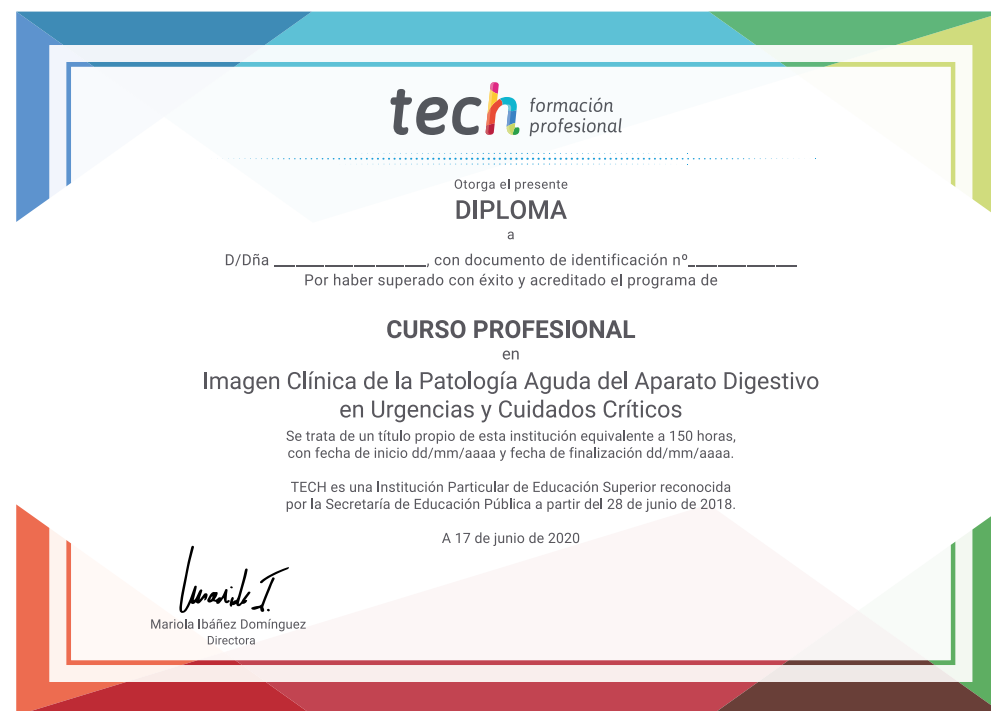 tech formación
profesional
Otorga el presente
DIPLOMA
a
D/Dña ________________, con documento de identificación nº____________
Por haber superado con éxito y acreditado el programa de
CURSO PROFESIONAL
en
Imagen Clínica de la Patología Aguda del Aparato Digestivo
en Urgencias y Cuidados Críticos
Se trata de un título propio de esta institución equivalente a 150 horas,
con fecha de inicio dd/mm/aaaa y fecha de finalización dd/mm/aaaa.
TECH es una Institución Particular de Educación Superior reconocida
por la Secretaría de Educación Pública a partir del 28 de junio de 2018.
A 17 de junio de 2020
Mariola I.
Mariola Ibáñez Domínguez
Directora